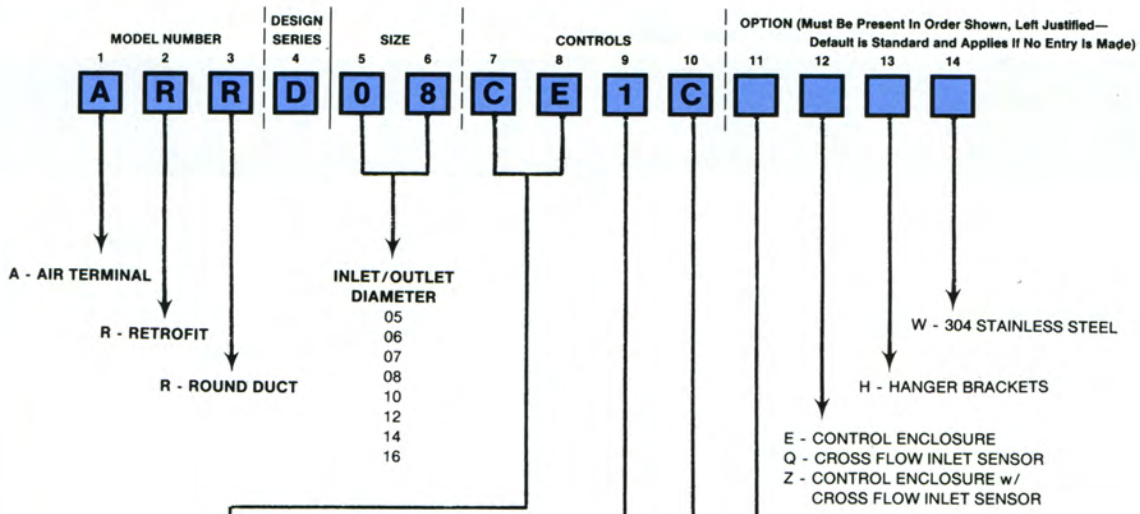 MODEL NUMBER
DESIGN
SERIES
SIZE
CONTROLS
OPTION (Must Be Present In Order Shown, Left Justified—
Default is Standard and Applies If No Entry Is Made)
1 2 3 4 5 6 7 8 9 10 11 12 13 14
A R R D 0 8 C E 1 C
A - AIR TERMINAL
R - RETROFIT
R - ROUND DUCT
INLET/OUTLET
DIAMETER
05
06
07
08
10
12
14
16
W - 304 STAINLESS STEEL
H - HANGER BRACKETS
E - CONTROL ENCLOSURE
Q - CROSS FLOW INLET SENSOR
Z - CONTROL ENCLOSURE w/
CROSS FLOW INLET SENSOR